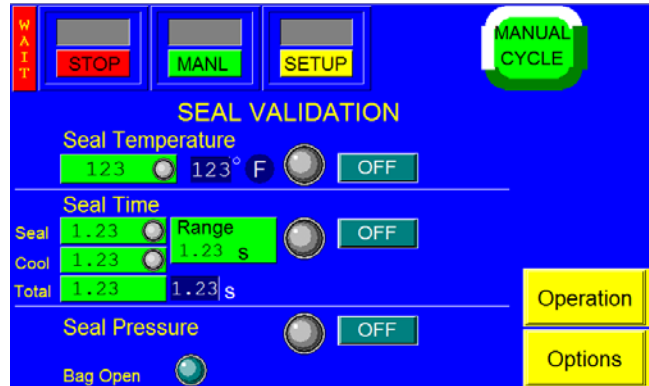 WAIT
STOP MANL SETUP
MANUAL
CYCLE
SEAL VALIDATION
Seal Temperature
123 123° F OFF
Seal Time
Seal 1.23 Range OFF
1.23 s
Cool 1.23
Total 1.23 1.23 s
Operation
Seal Pressure OFF
Options
Bag Open